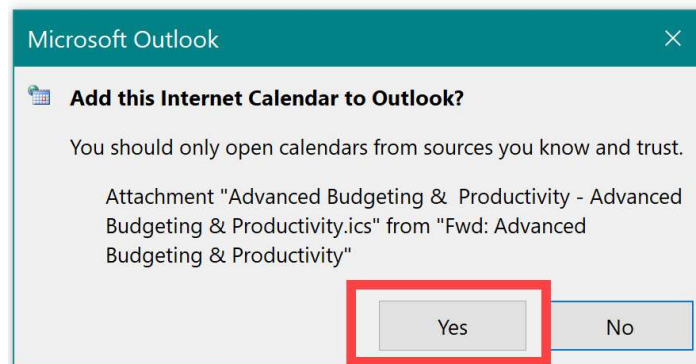 Microsoft Outlook
Add this Internet Calendar to Outlook?
You should only open calendars from sources you know and trust.
Attachment "Advanced Budgeting &  Productivity - Advanced
Budgeting & Productivity.ics" from "Fwd: Advanced
Budgeting & Productivity"
Yes No